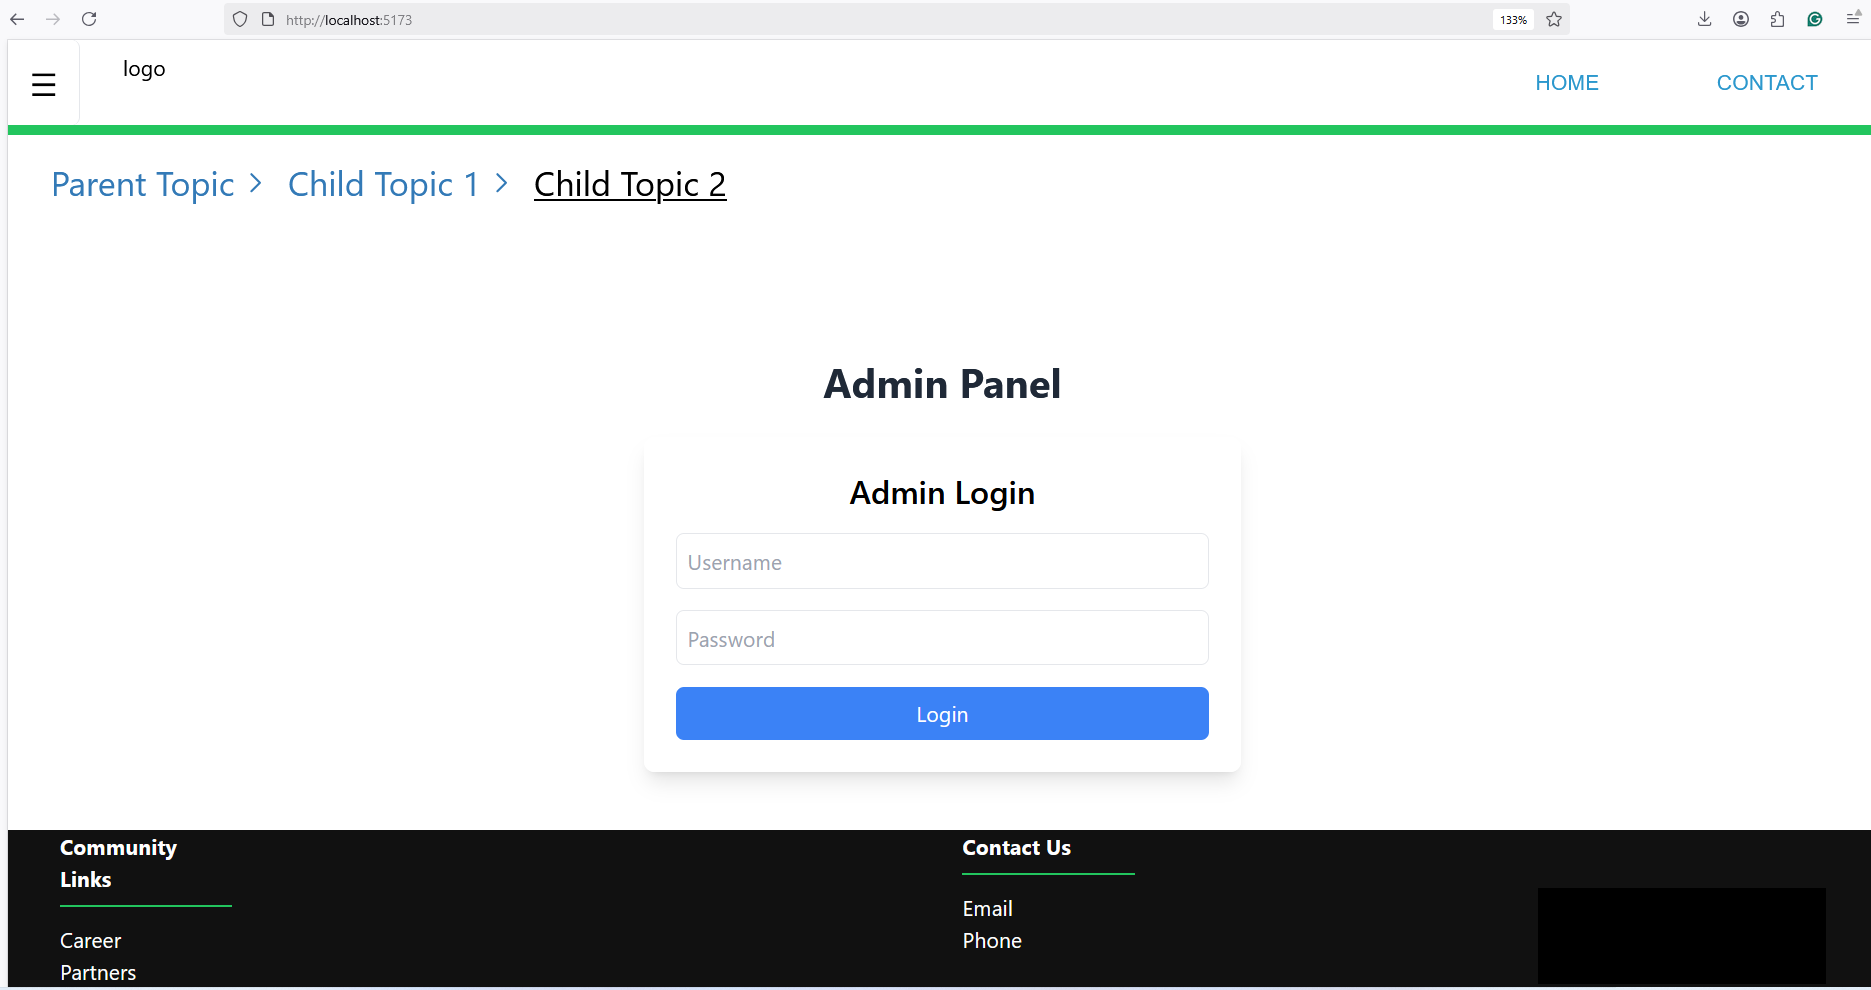 http://localhost:5173
133%
logo
HOME
CONTACT
Parent Topic > Child Topic 1 > Child Topic 2
Admin Panel
Admin Login
Username
Password
Login
Community
Links
Career
Partners
Contact Us
Email
Phone